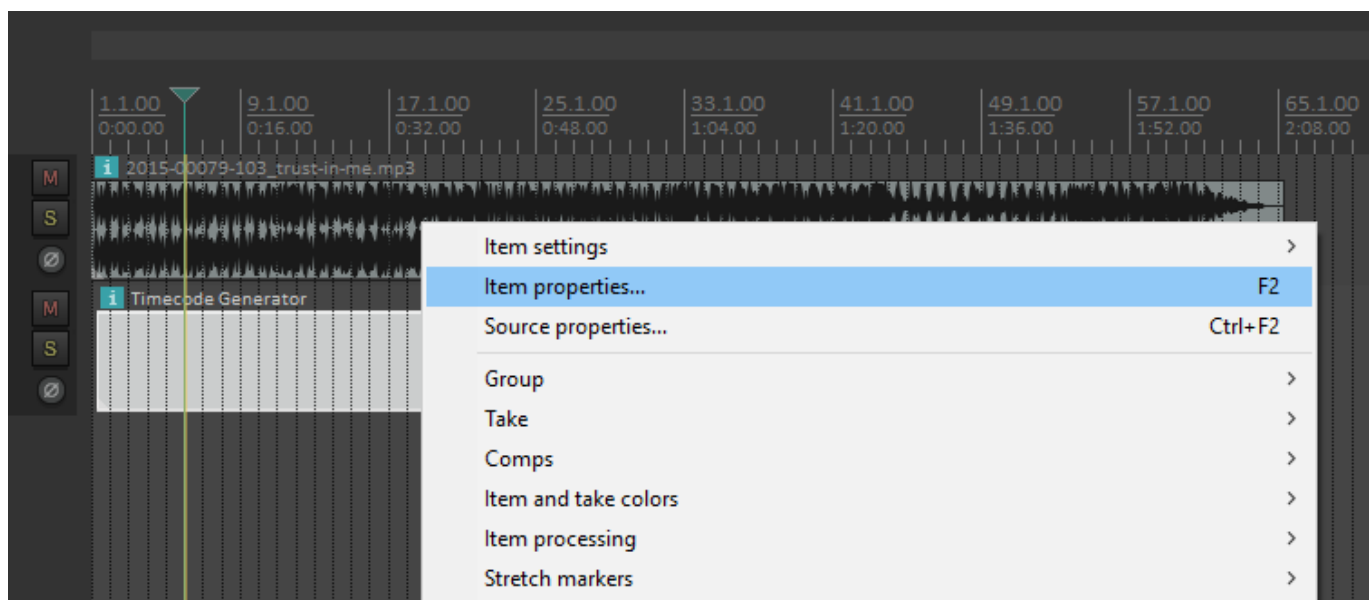 1.1.00 9.1.00 17.1.00 25.1.00 33.1.00 41.1.00 49.1.00 57.1.00 65.1.00
0:00.00 0:16.00 0:32.00 0:48.00 1:04.00 1:20.00 1:36.00 1:52.00 2:08.00
M i 2015-00079-103_trust-in-me.mp3
S
Item settings >
Ø
Item properties... F2
M i Timecode Generator
Source properties... Ctrl+F2
S
Group >
Ø
Take >
Comps >
Item and take colors >
Item processing >
Stretch markers >